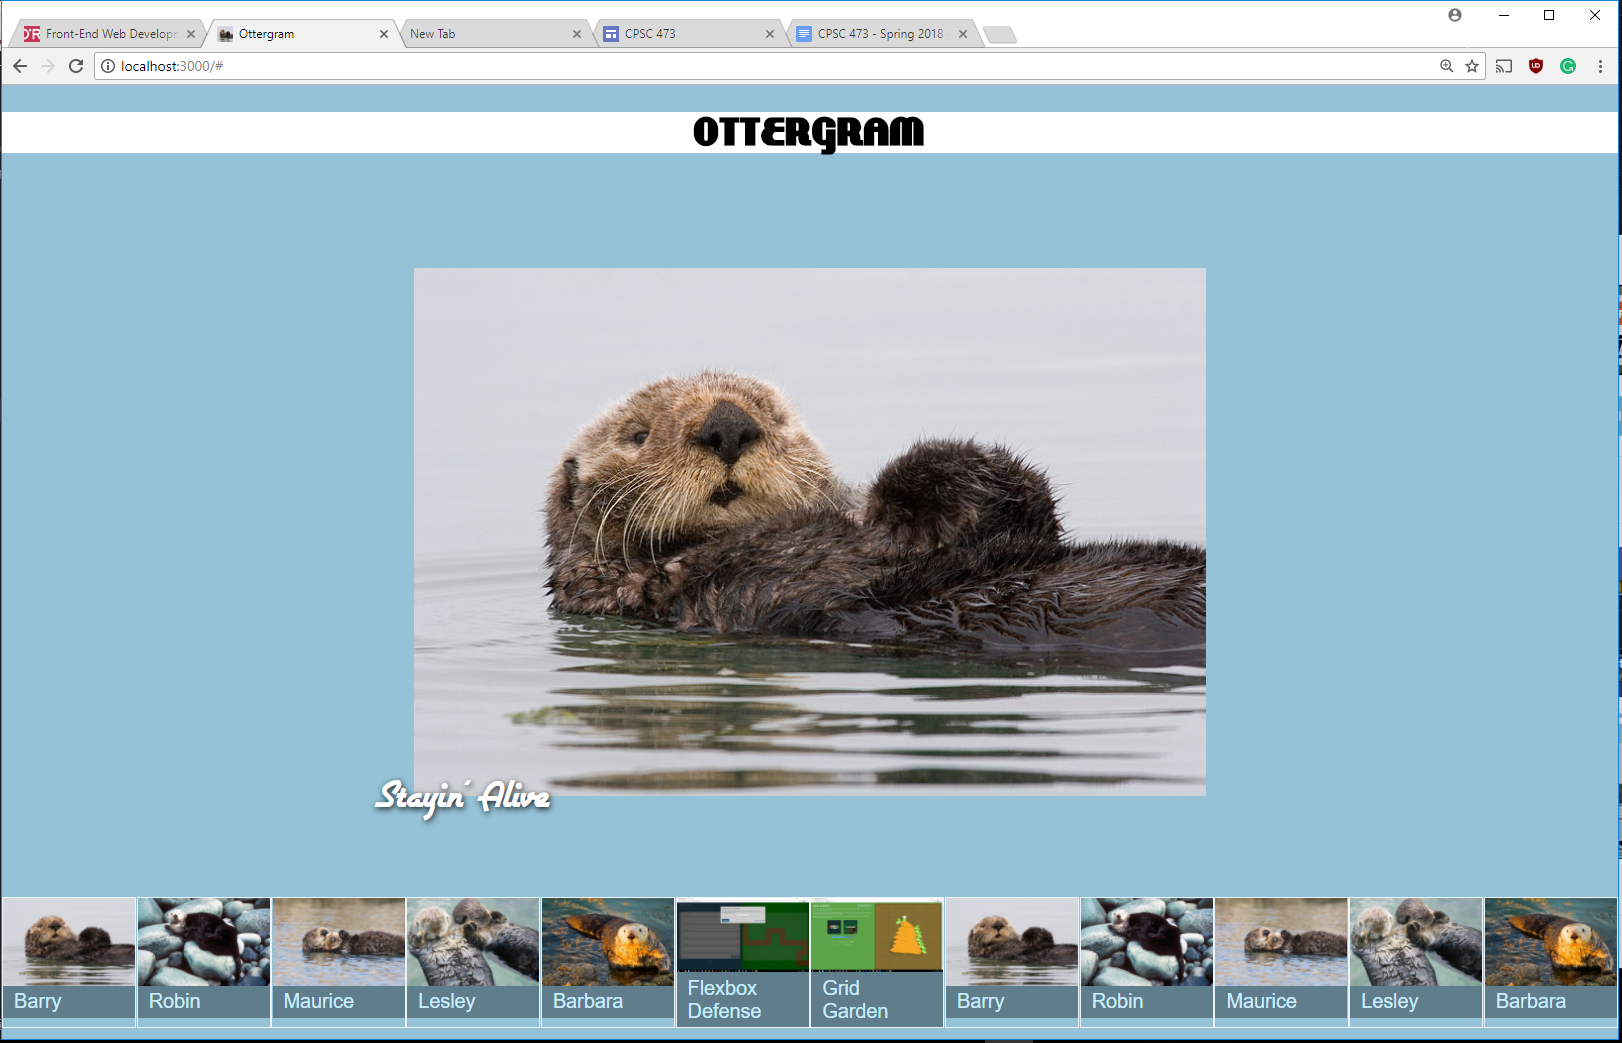 Front-End Web Develop
Ottergram
New Tab
CPSC 473
CPSC 473 - Spring 2018 -
localhost:3000/#
OTTERGRAM
Stayin' Alive
Barry
Robin
Maurice
Lesley
Barbara
Flexbox
Defense
Grid
Garden
Barry
Robin
Maurice
Lesley
Barbara